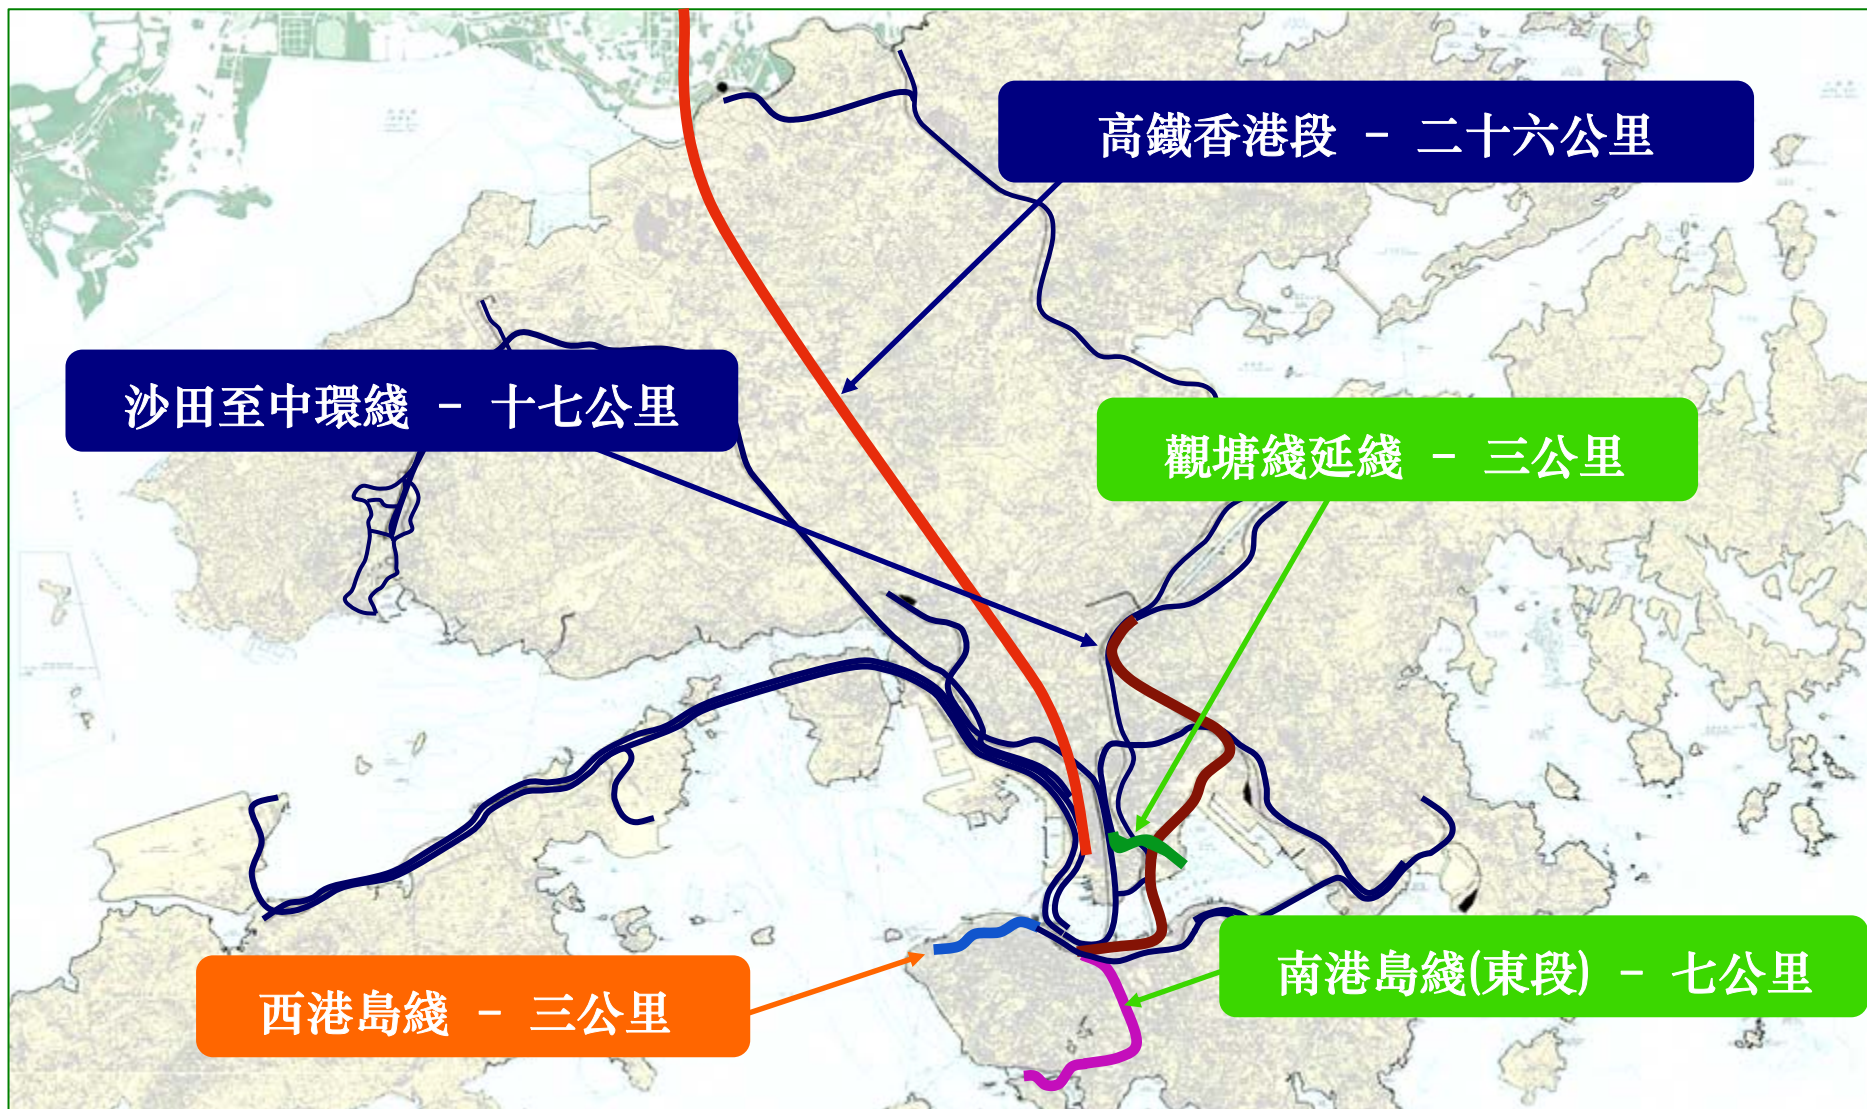 高鐵香港段 － 二十六公里
沙田至中環綫 － 十七公里
觀塘綫延綫 － 三公里
南港島綫(東段) － 七公里
西港島綫 － 三公里